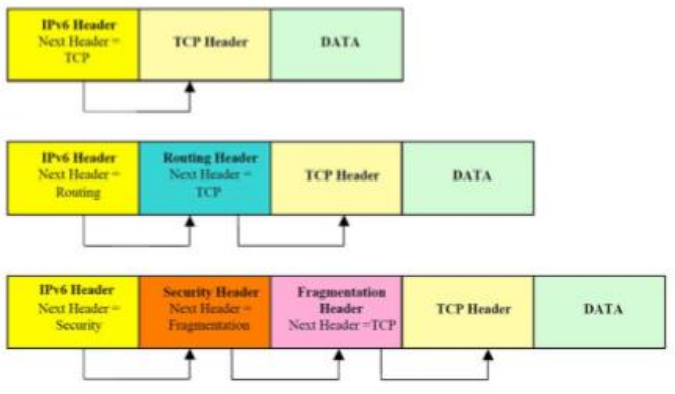 IPv6 Header
Next Header =
TCP
TCP Header
DATA
IPv6 Header
Next Header =
Routing
Routing Header
Next Header =
TCP
TCP Header
DATA
IPv6 Header
Next Header =
Security
Security Header
Next Header =
Fragmentation
Fragmentation
Header
Next Header =TCP
TCP Header
DATA